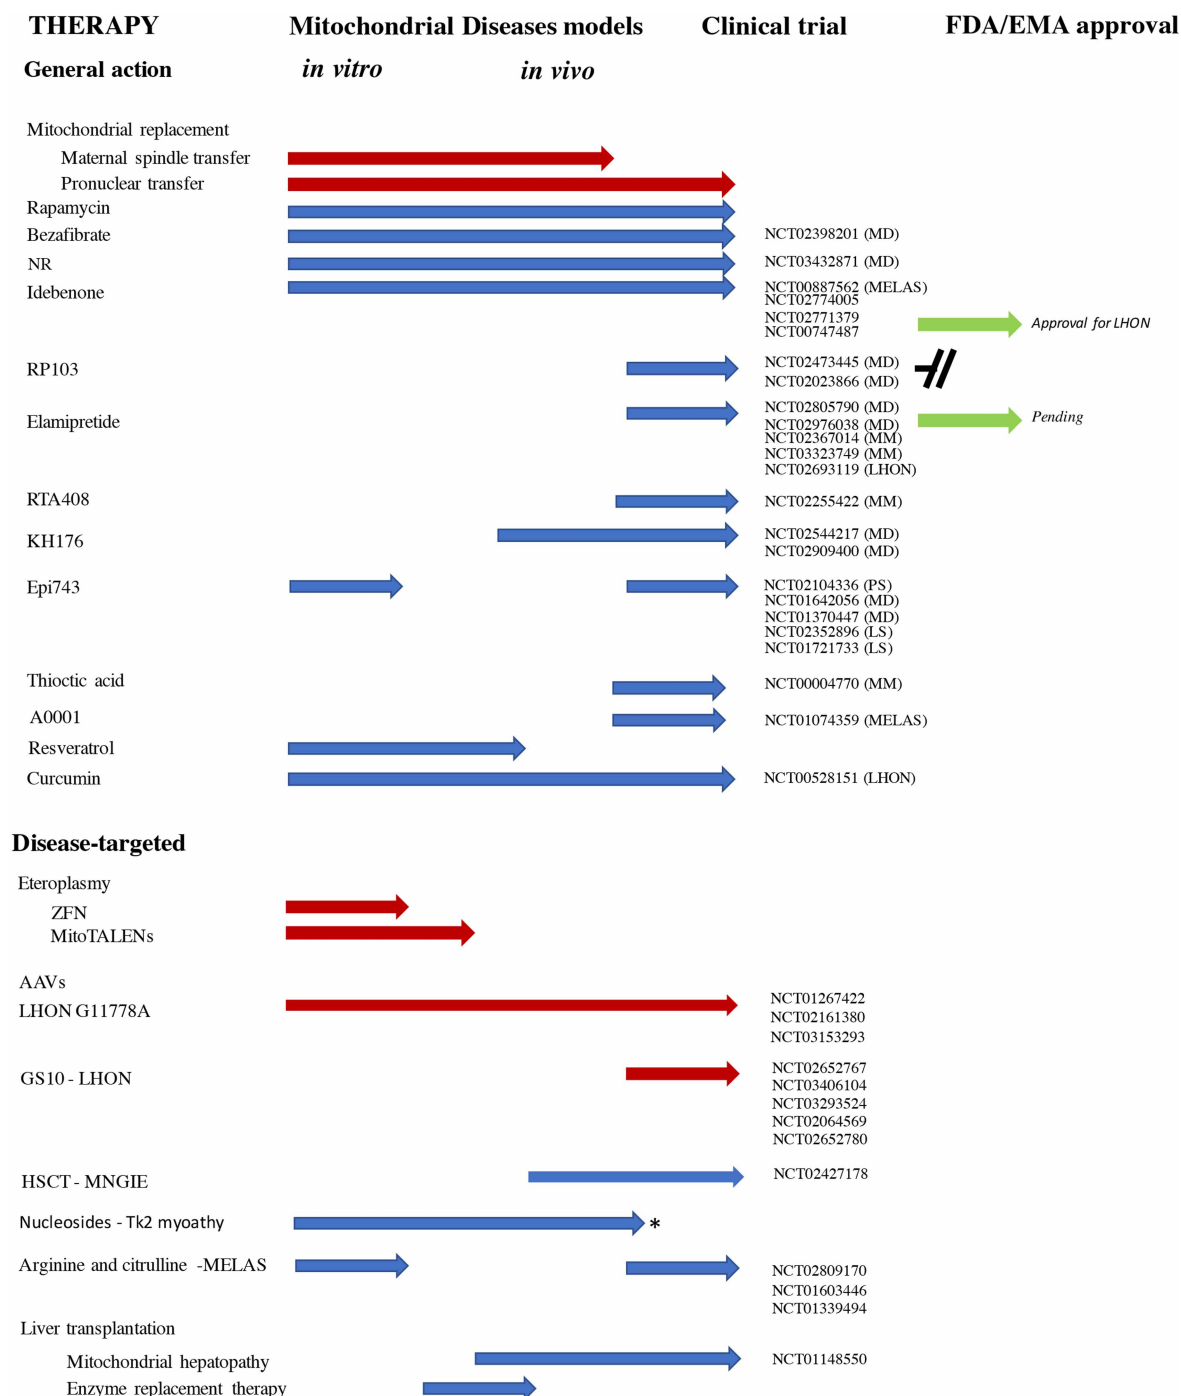 THERAPY Mitochondrial Diseases models Clinical trial FDA/EMA approval
General action in vitro in vivo
Mitochondrial replacement
Maternal spindle transfer
Pronuclear transfer
Rapamycin
Bezafibrate NCT02398201 (MD)
NR NCT03432871 (MD)
Idebenone NCT00887562 (MELAS)
NCT02774005
NCT02771379
NCT00747487
Approval for LHON
RP103 NCT02473445 (MD)
NCT02023866 (MD)
Elamipretide NCT02805790 (MD)
NCT02976038 (MD)
Pending
NCT02367014 (MM)
NCT03323749 (MM)
NCT02693119 (LHON)
RTA408 NCT02255422 (MM)
KH176 NCT02544217 (MD)
NCT02909400 (MD)
Epi743 NCT02104336 (PS)
NCT01642056 (MD)
NCT01370447 (MD)
NCT02352896 (LS)
NCT01721733 (LS)
Thioctic acid NCT00004770 (MM)
A0001 NCT01074359 (MELAS)
Resveratrol
Curcumin NCT00528151 (LHON)
Disease-targeted
Eteroplasmy
ZFN
MitoTALENs
AAVs
LHON G11778A NCT01267422
NCT02161380
NCT03153293
GS10 - LHON NCT02652767
NCT03406104
NCT03293524
NCT02064569
NCT02652780
HSCT - MNGIE NCT02427178
Nucleosides - Tk2 myoathy *
Arginine and citrulline -MELAS NCT02809170
NCT01603446
NCT01339494
Liver transplantation
Mitochondrial hepatopathy NCT01148550
Enzyme replacement therapy